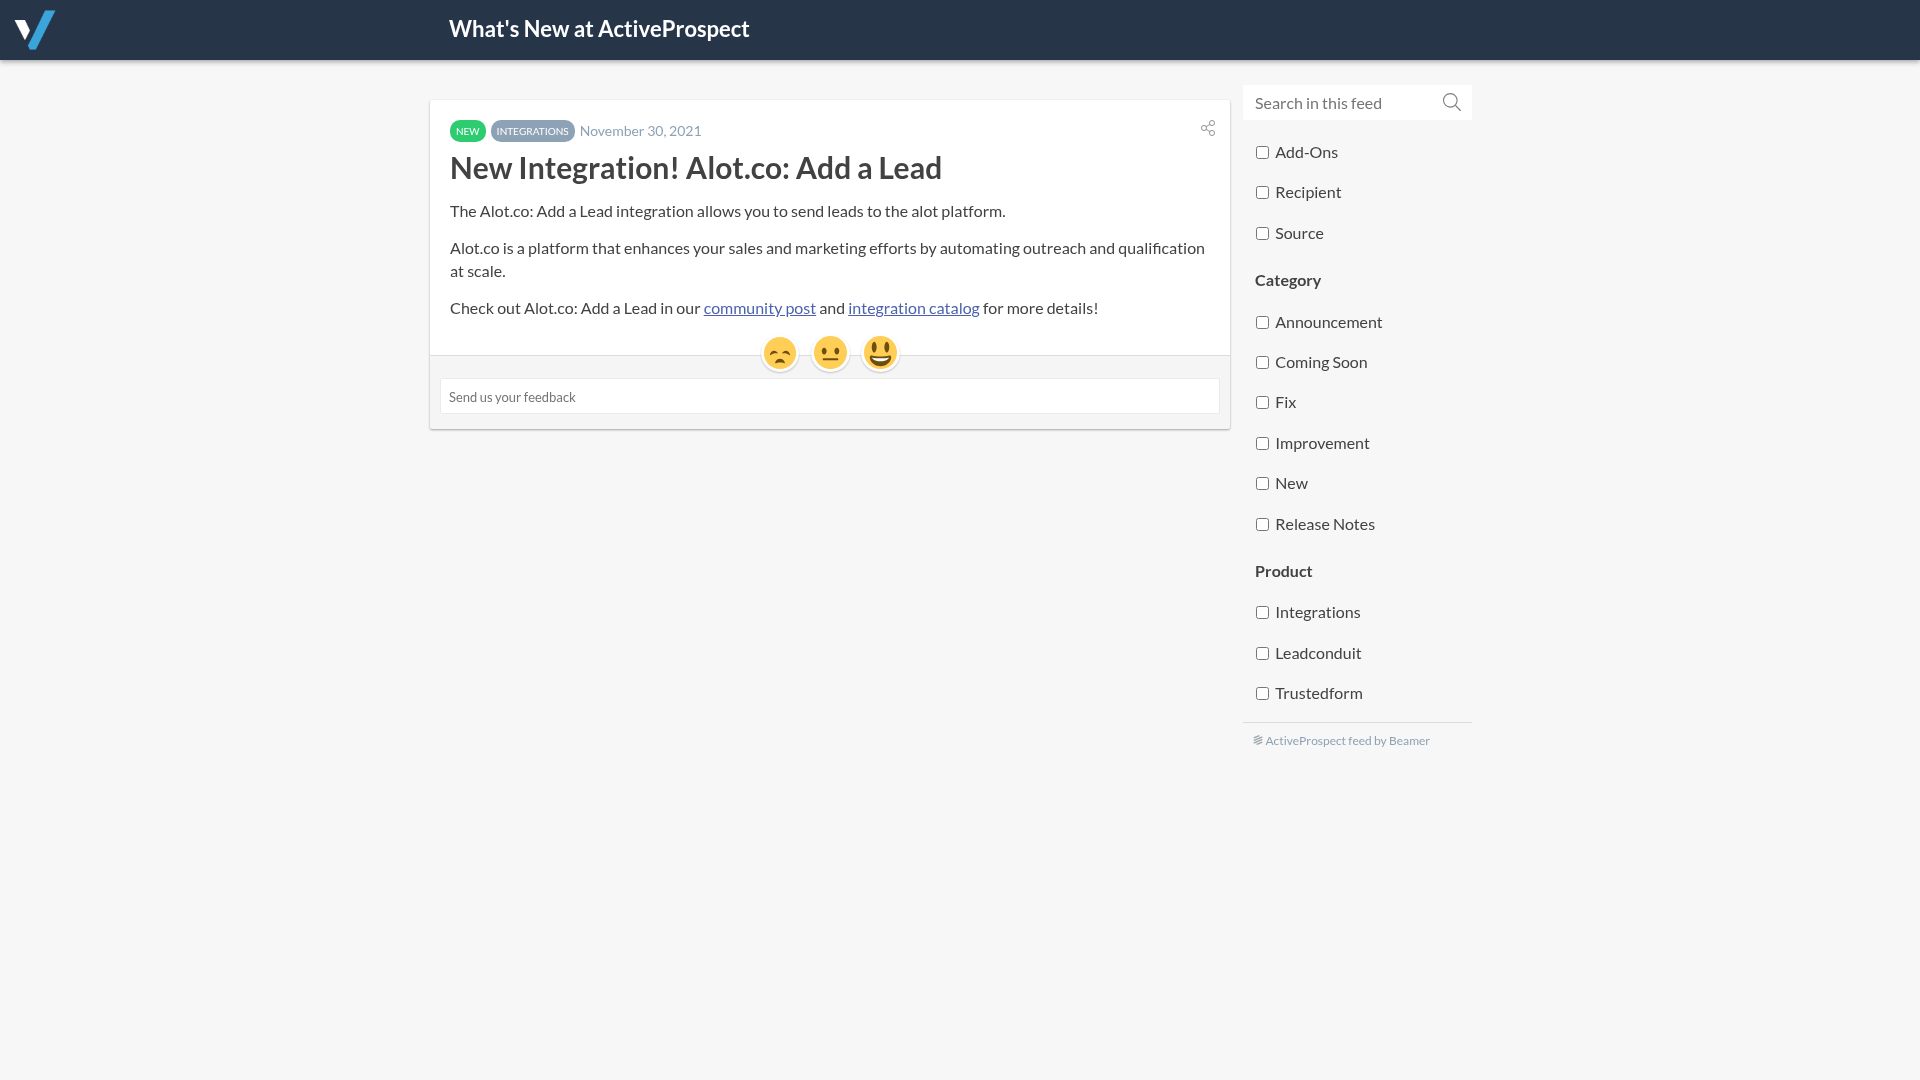 What's New at ActiveProspect
NEW INTEGRATIONS November 30, 2021
New Integration! Alot.co: Add a Lead
The Alot.co: Add a Lead integration allows you to send leads to the alot platform.
Alot.co is a platform that enhances your sales and marketing efforts by automating outreach and qualification
at scale.
Check out Alot.co: Add a Lead in our community post and integration catalog for more details!
Send us your feedback
Search in this feed
Add-Ons
Recipient
Source
Category
Announcement
Coming Soon
Fix
Improvement
New
Release Notes
Product
Integrations
Leadconduit
Trustedform
ActiveProspect feed by Beamer